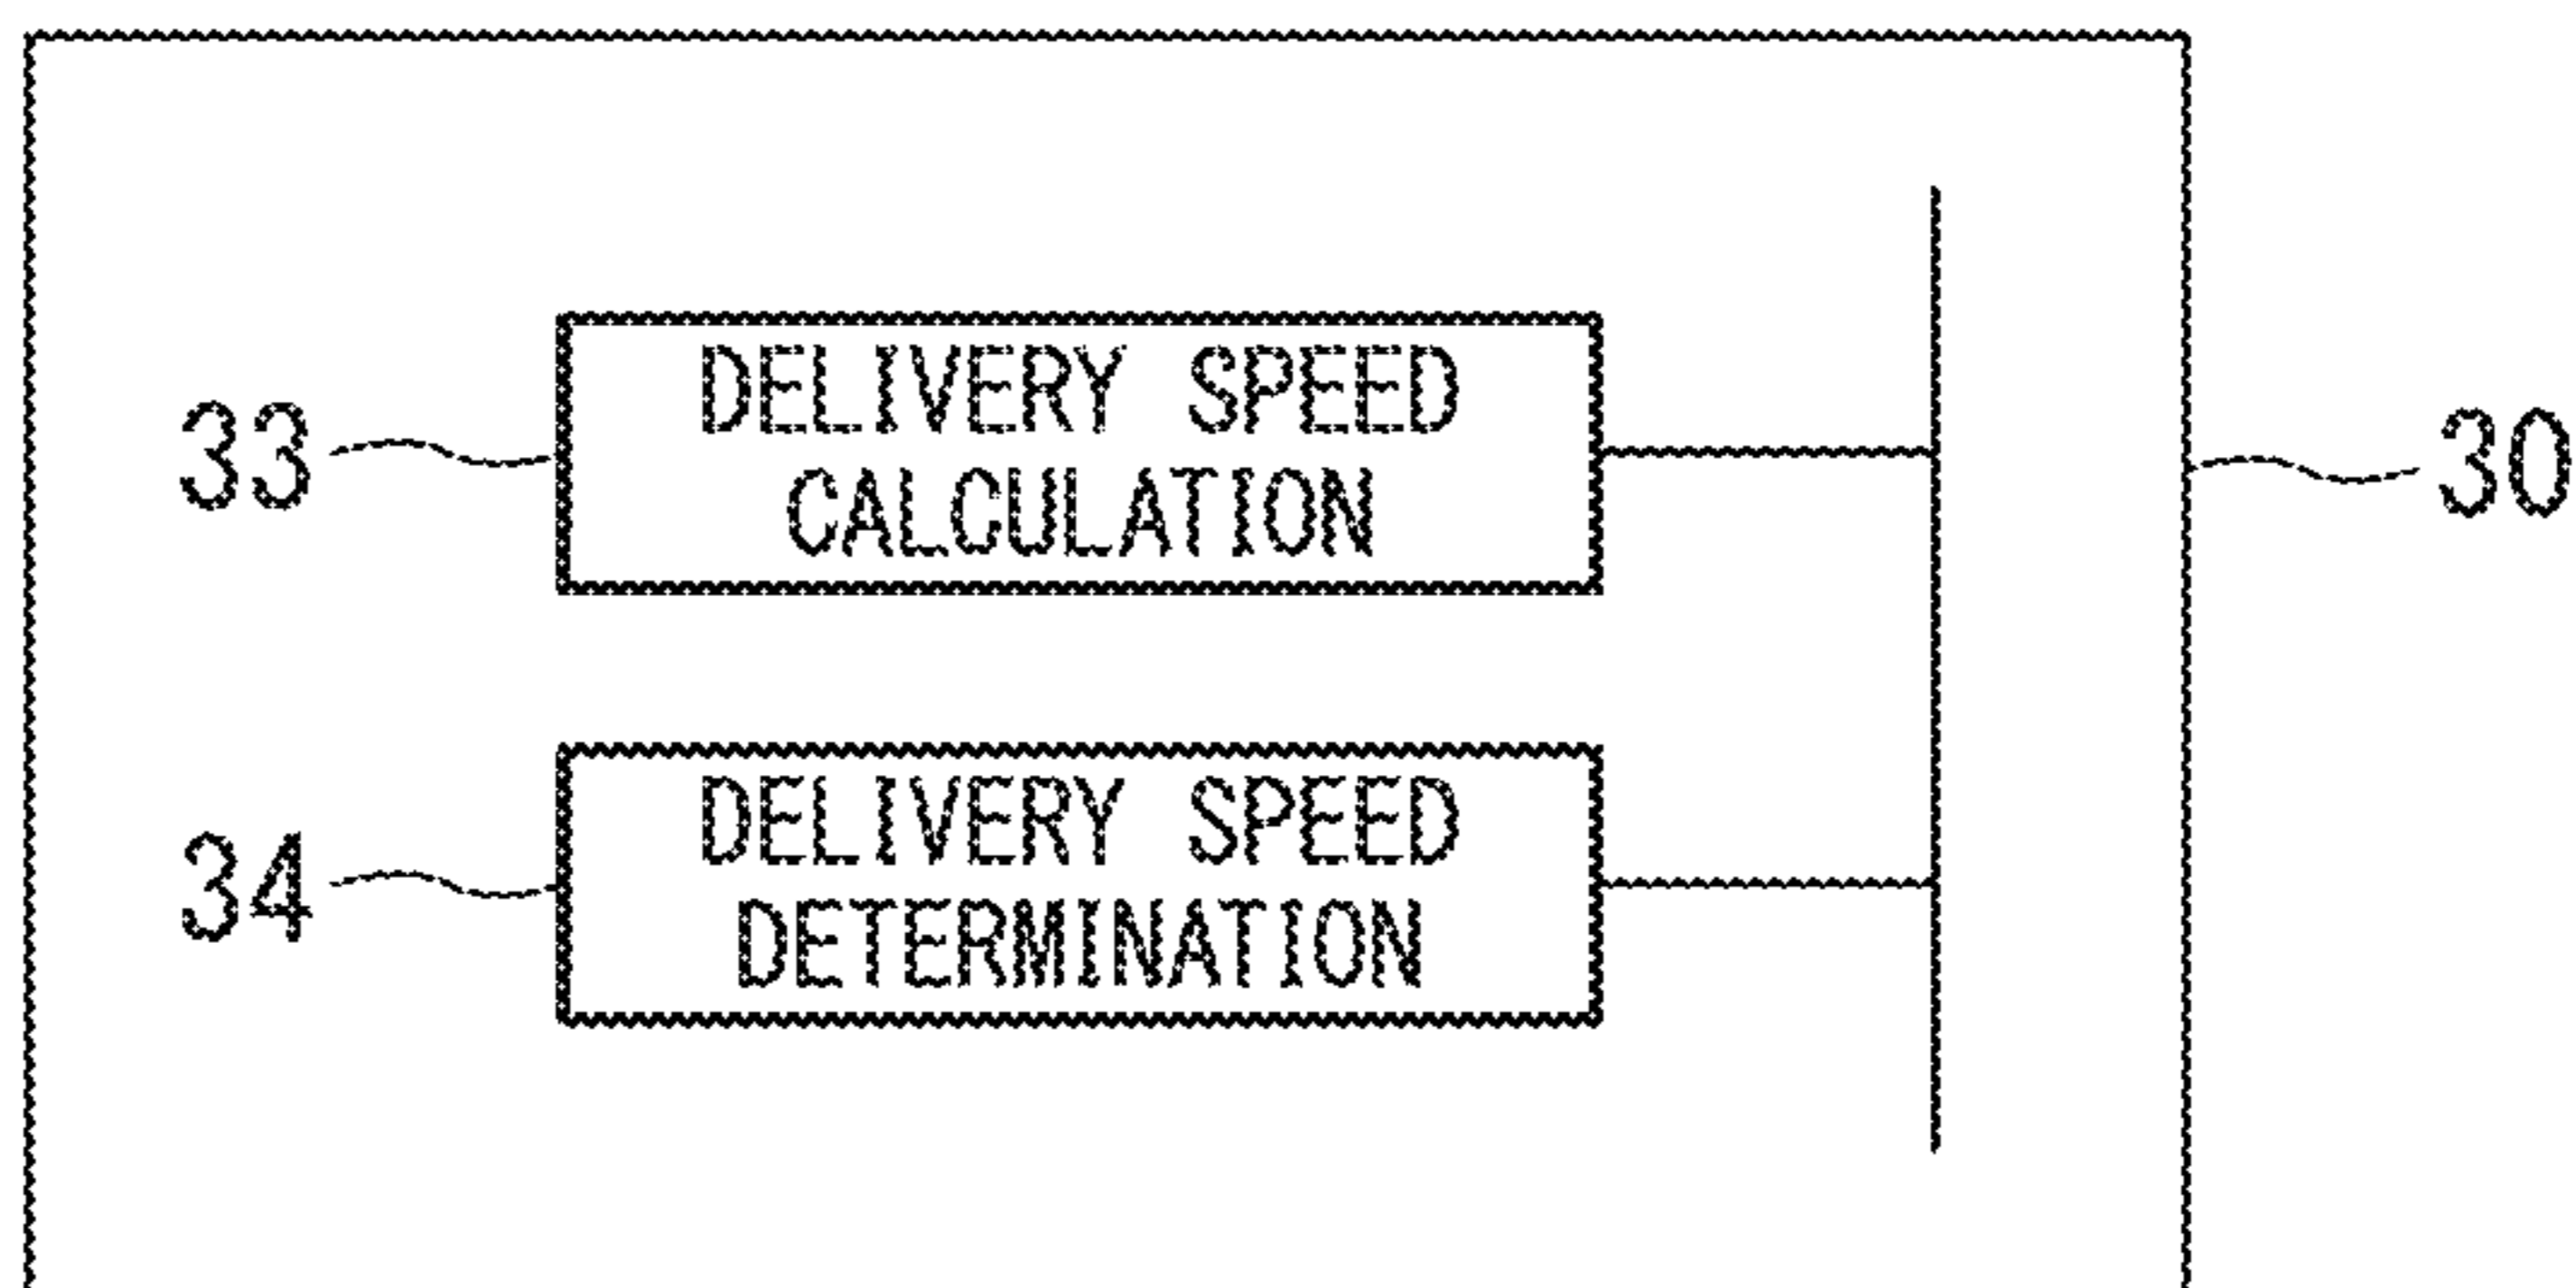 DELIVERY SPEED
CALCULATION
33
30
DELIVERY SPEED
DETERMINATION
34